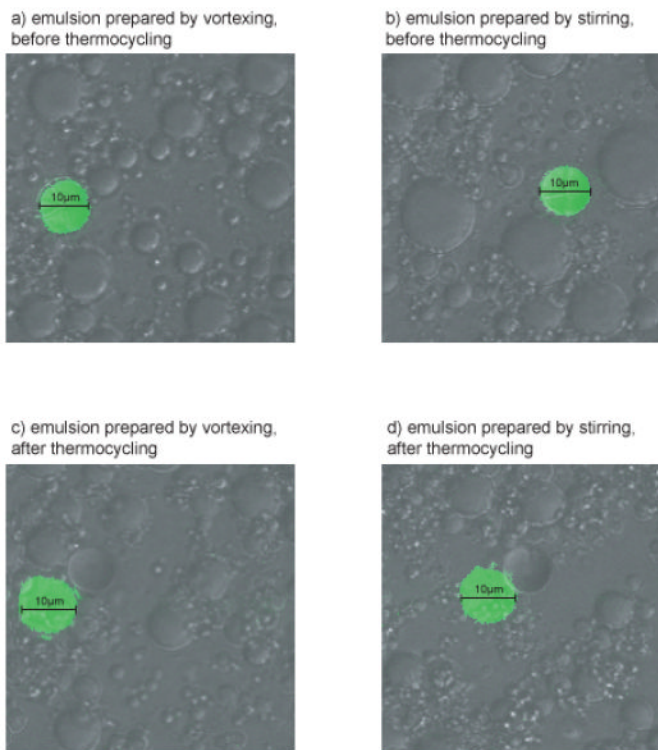 a) emulsion prepared by vortexing,
before thermocycling
b) emulsion prepared by stirring,
before thermocycling
10μm
10μm
c) emulsion prepared by vortexing,
after thermocycling
d) emulsion prepared by stirring,
after thermocycling
10μm
10μm